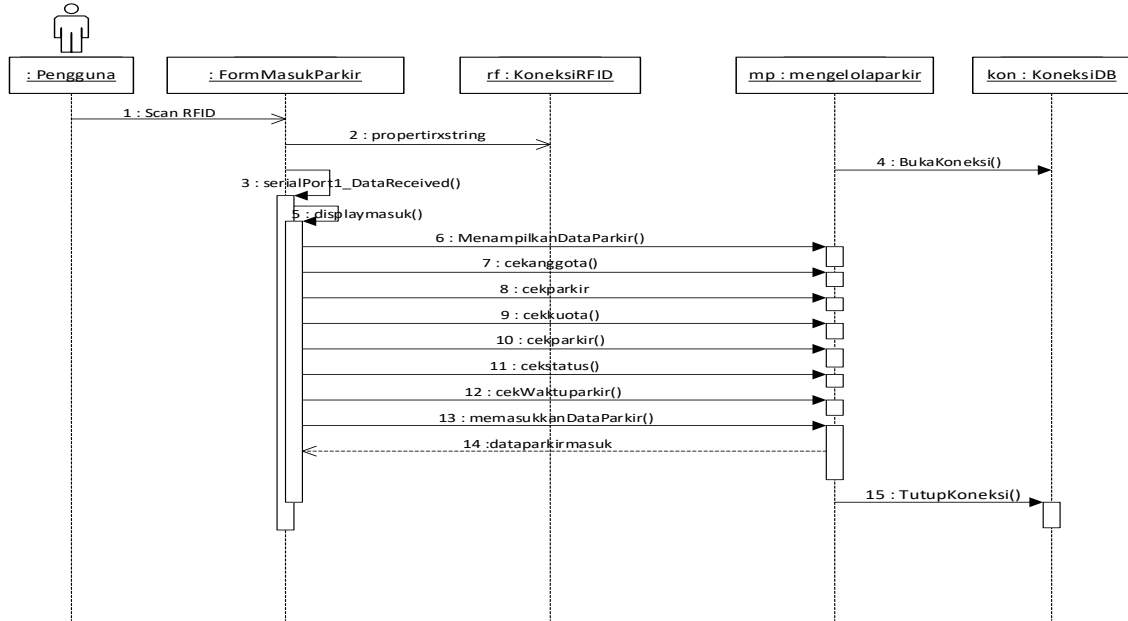 : Pengguna
: FormMasukParkir
rf : KoneksiRFID
mp : mengelolaparkir
kon : KoneksiDB
1 : Scan RFID
2 : propertirxstring
3 : serialPort1_DataReceived()
4 : BukaKoneksi()
5 : displaymasuk()
6 : MenampilkanDataParkir()
7 : cekanggota()
8 : cekparkir
9 : cekkuota()
10 : cekparkir()
11 : cekstatus()
12 : cekWaktuparkir()
13 : memasukkanDataParkir()
14 :dataparkirmasuk
15 : TutupKoneksi()